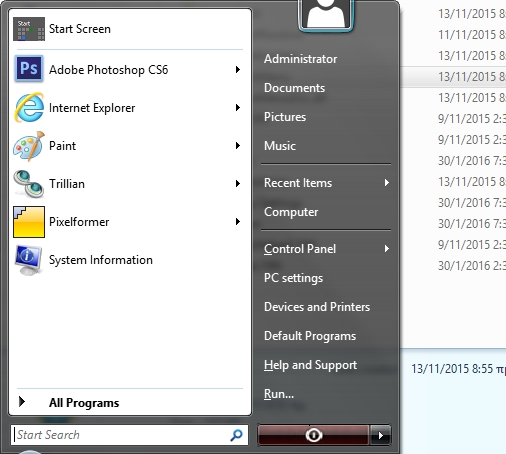 Start
Start Screen
Ps
Adobe Photoshop CS6
Internet Explorer
Paint
Trillian
Pixelformer
System Information
All Programs
Start Search
Administrator
Documents
Pictures
Music
Recent Items
Computer
Control Panel
PC settings
Devices and Printers
Default Programs
Help and Support
Run...
13/11/2015 8:
11/11/2015 8:
13/11/2015 8:
13/11/2015 8:
13/11/2015 8:
9/11/2015 2:3
9/11/2015 2:3
30/1/2016 7:3
13/11/2015 8:
30/1/2016 7:3
30/1/2016 7:3
9/11/2015 2:3
30/1/2016 2:3
13/11/2015 8:55 πμ